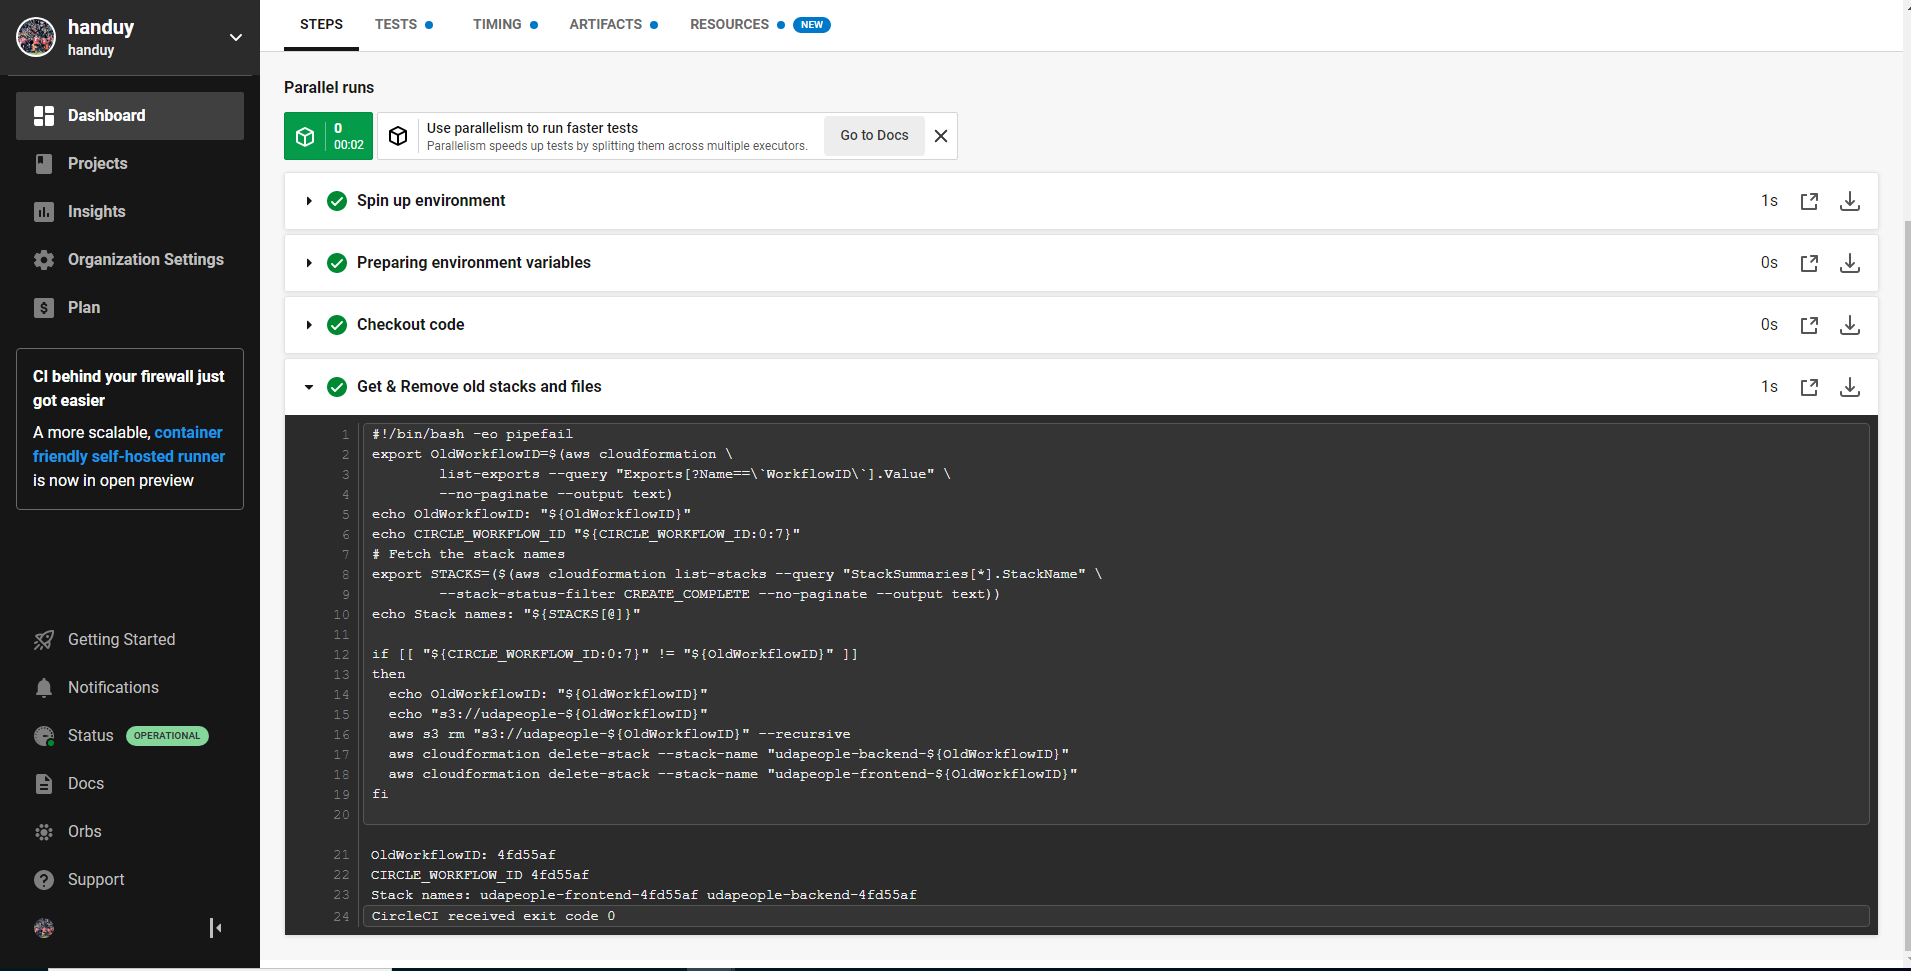 handuy
handuy
Dashboard
Projects
Insights
Organization Settings
Plan
CI behind your firewall just
got easier
A more scalable, container
friendly self-hosted runner
is now in open preview
Getting Started
Notifications
Status OPERATIONAL
Docs
Orbs
Support
STEPS TESTS TIMING ARTIFACTS RESOURCES NEW
Parallel runs
0
00:02
Use parallelism to run faster tests
Parallelism speeds up tests by splitting them across multiple executors.
Go to Docs
Spin up environment 1s
Preparing environment variables 0s
Checkout code 0s
Get & Remove old stacks and files 1s
1 #!/bin/bash -eo pipefail
2 export OldWorkflowID=$(aws cloudformation \
3 list-exports --query "Exports[?Name==\`WorkflowID\`].Value" \
4 --no-paginate --output text)
5 echo OldWorkflowID: "${OldWorkflowID}"
6 echo CIRCLE_WORKFLOW_ID "${CIRCLE_WORKFLOW_ID:0:7}"
7 # Fetch the stack names
8 export STACKS=($(aws cloudformation list-stacks --query "StackSummaries[*].StackName" \
9 --stack-status-filter CREATE_COMPLETE --no-paginate --output text))
10 echo Stack names: "${STACKS[@]}"
11
12 if [[ "${CIRCLE_WORKFLOW_ID:0:7}" != "${OldWorkflowID}" ]]
13 then
14 echo OldWorkflowID: "${OldWorkflowID}"
15 echo "s3://udapeople-${OldWorkflowID}"
16 aws s3 rm "s3://udapeople-${OldWorkflowID}" --recursive
17 aws cloudformation delete-stack --stack-name "udapeople-backend-${OldWorkflowID}"
18 aws cloudformation delete-stack --stack-name "udapeople-frontend-${OldWorkflowID}"
19 fi
20
21 OldWorkflowID: 4fd55af
22 CIRCLE_WORKFLOW_ID 4fd55af
23 Stack names: udapeople-frontend-4fd55af udapeople-backend-4fd55af
24 CircleCI received exit code 0